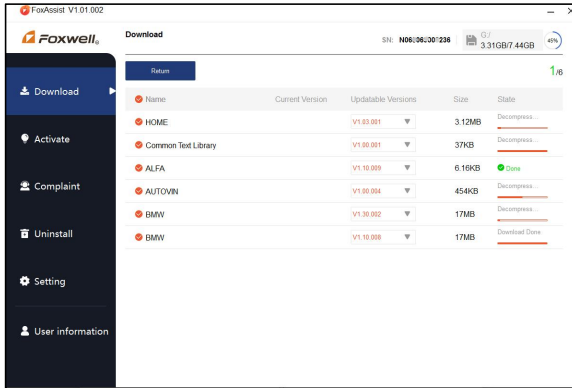 FoxAssist V1.01.002
FOXWELL®
Download
SN:
G:/
3.31GB/7.44GB
45%
Return
1/6
Download
Activate
Complaint
Uninstall
Setting
User information
Name Current Version Updatable Versions Size State
HOME V1.03.001 3.12MB Decompress...
Common Text Library V1.00.001 37KB Decompress...
ALFA V1.10.009 6.16KB Done
AUTOVIN V1.00.004 454KB Decompress...
BMW V1.30.002 17MB Decompress...
BMW V1.10.008 17MB Download Done